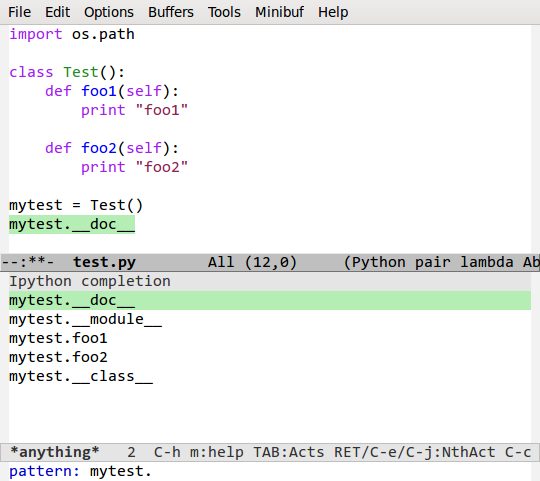 File Edit Options Buffers Tools Minibuf Help
import os.path
class Test():
    def foo1(self):
        print "foo1"
    def foo2(self):
        print "foo2"
mytest = Test()
mytest.__doc__
--:**-  test.py        All (12,0)     (Python pair lambda Ab
Ipython completion
mytest.__doc__
mytest.__module__
mytest.foo1
mytest.foo2
mytest.__class__
*anything*   2  C-h m:help TAB:Acts RET/C-e/C-j:NthAct C-c
pattern: mytest.